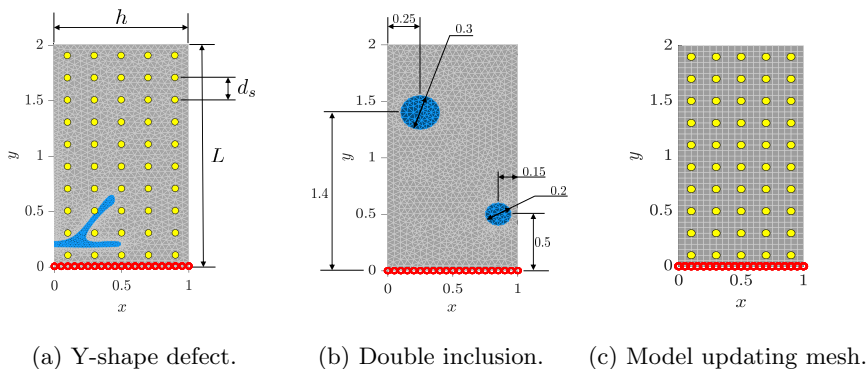 h
2
1.5
1
0.5
0
y
d_s
L
0 0.5 1
x
(a) Y-shape defect.
0.25
0.3
2
1.5
1
0.5
0
y
1.4
0.15
0.2
0.5
0 0.5 1
x
(b) Double inclusion.
2
1.5
1
0.5
0
y
0 0.5 1
x
(c) Model updating mesh.